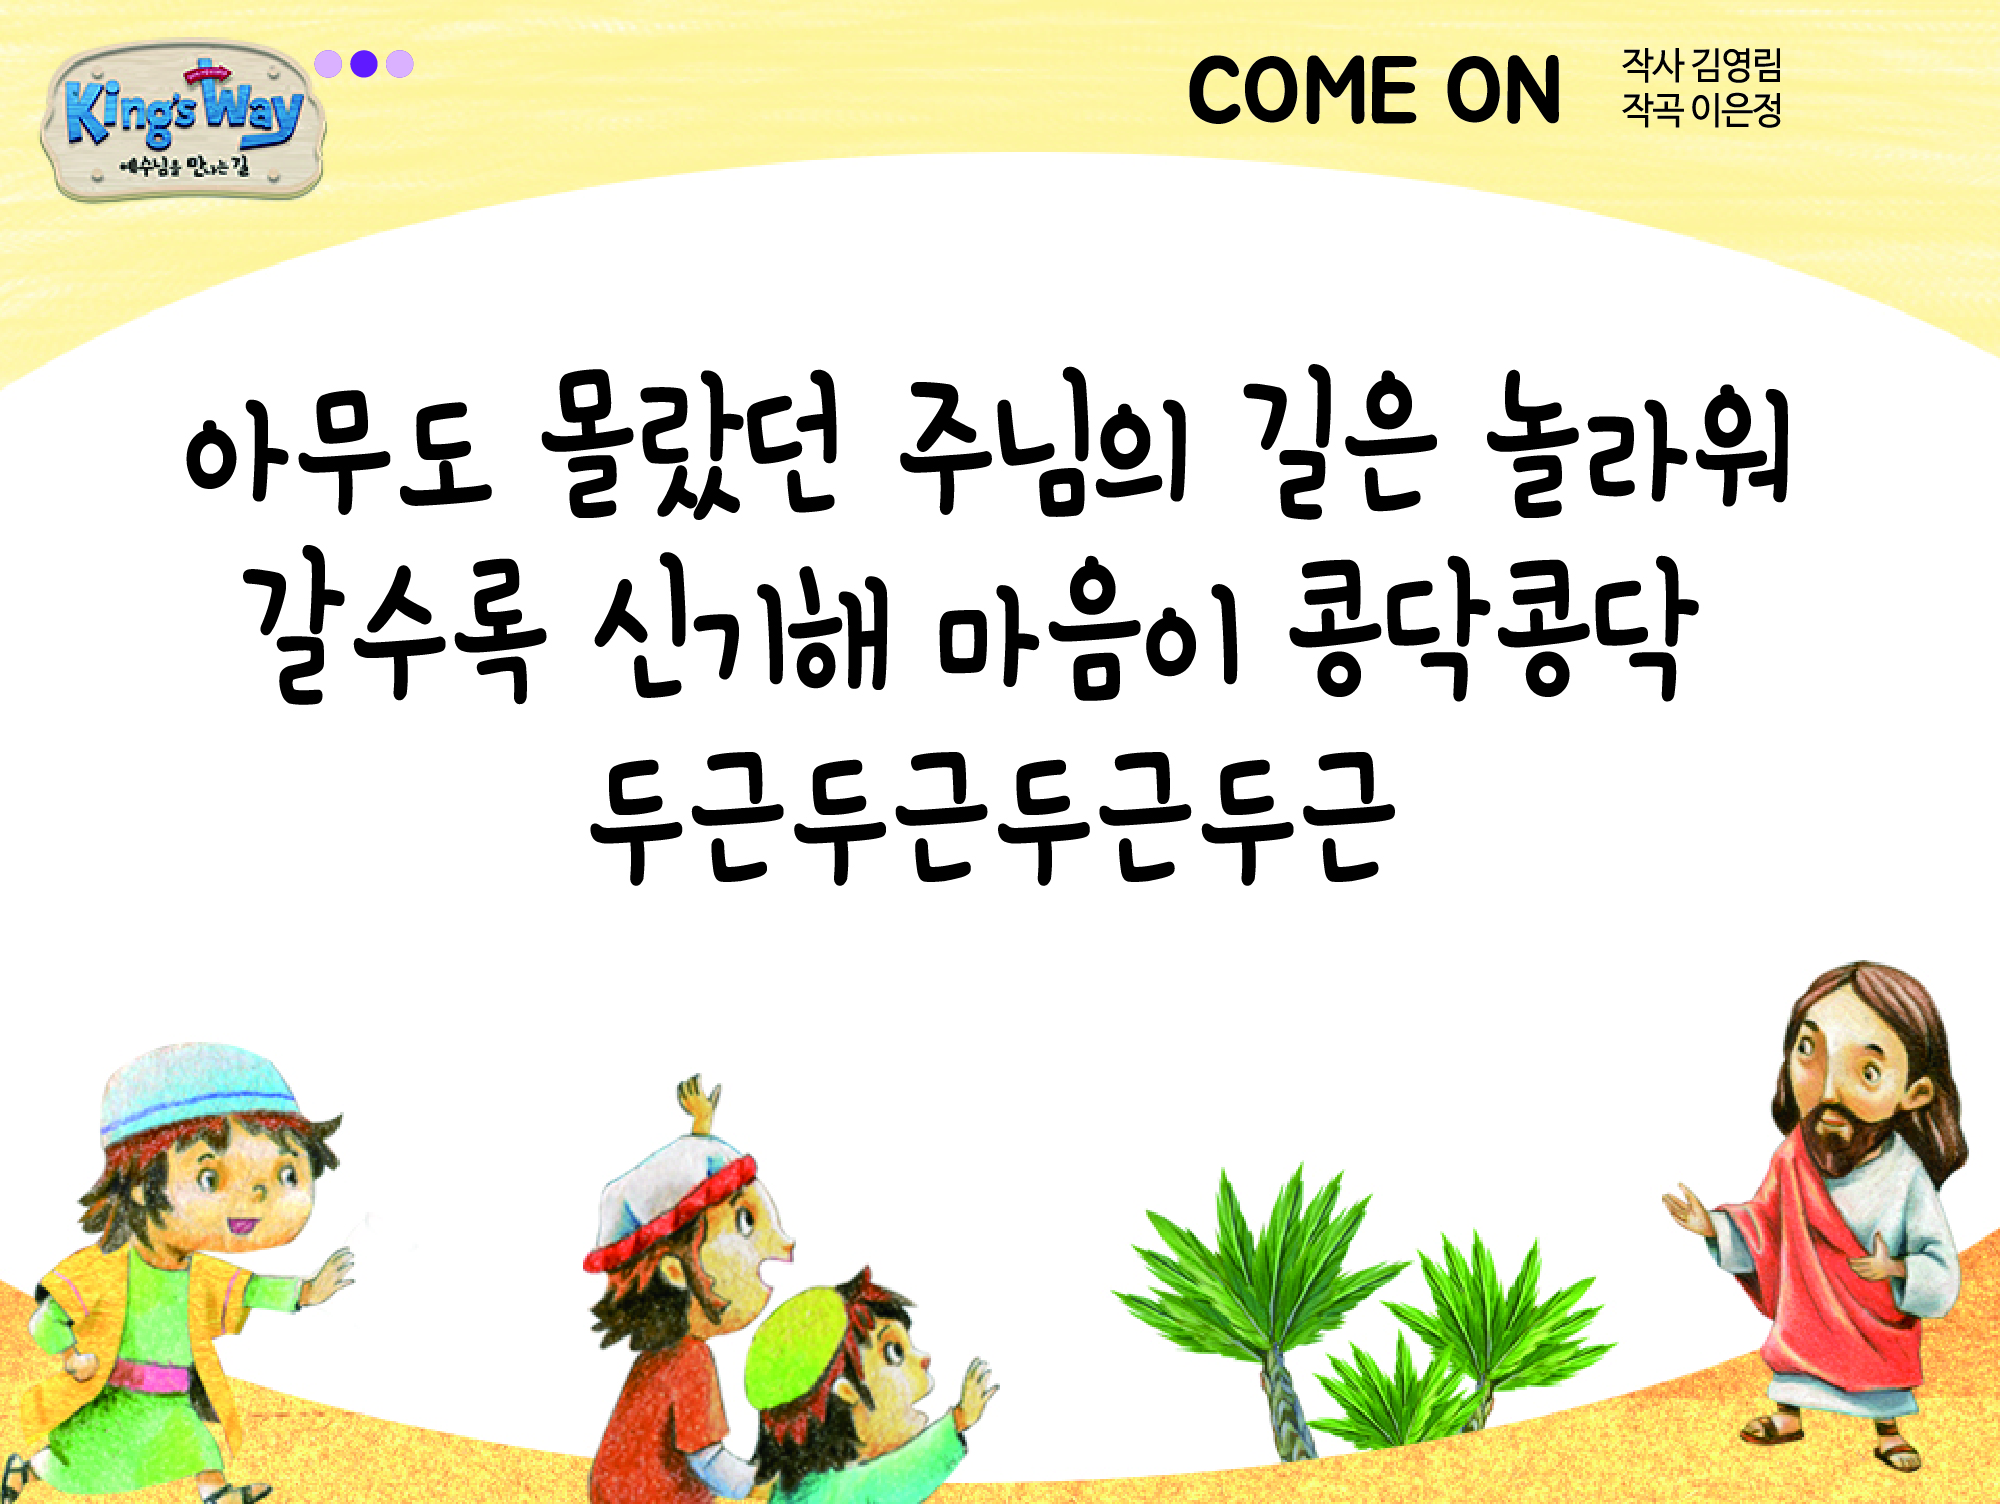 King's Way
예수님을 만나는 길
COME ON
작사 김영림
작곡 이은정
아무도 몰랐던 주님의 길은 놀라워
갈수록 신기해 마음이 콩닥콩닥
두근두근두근두근